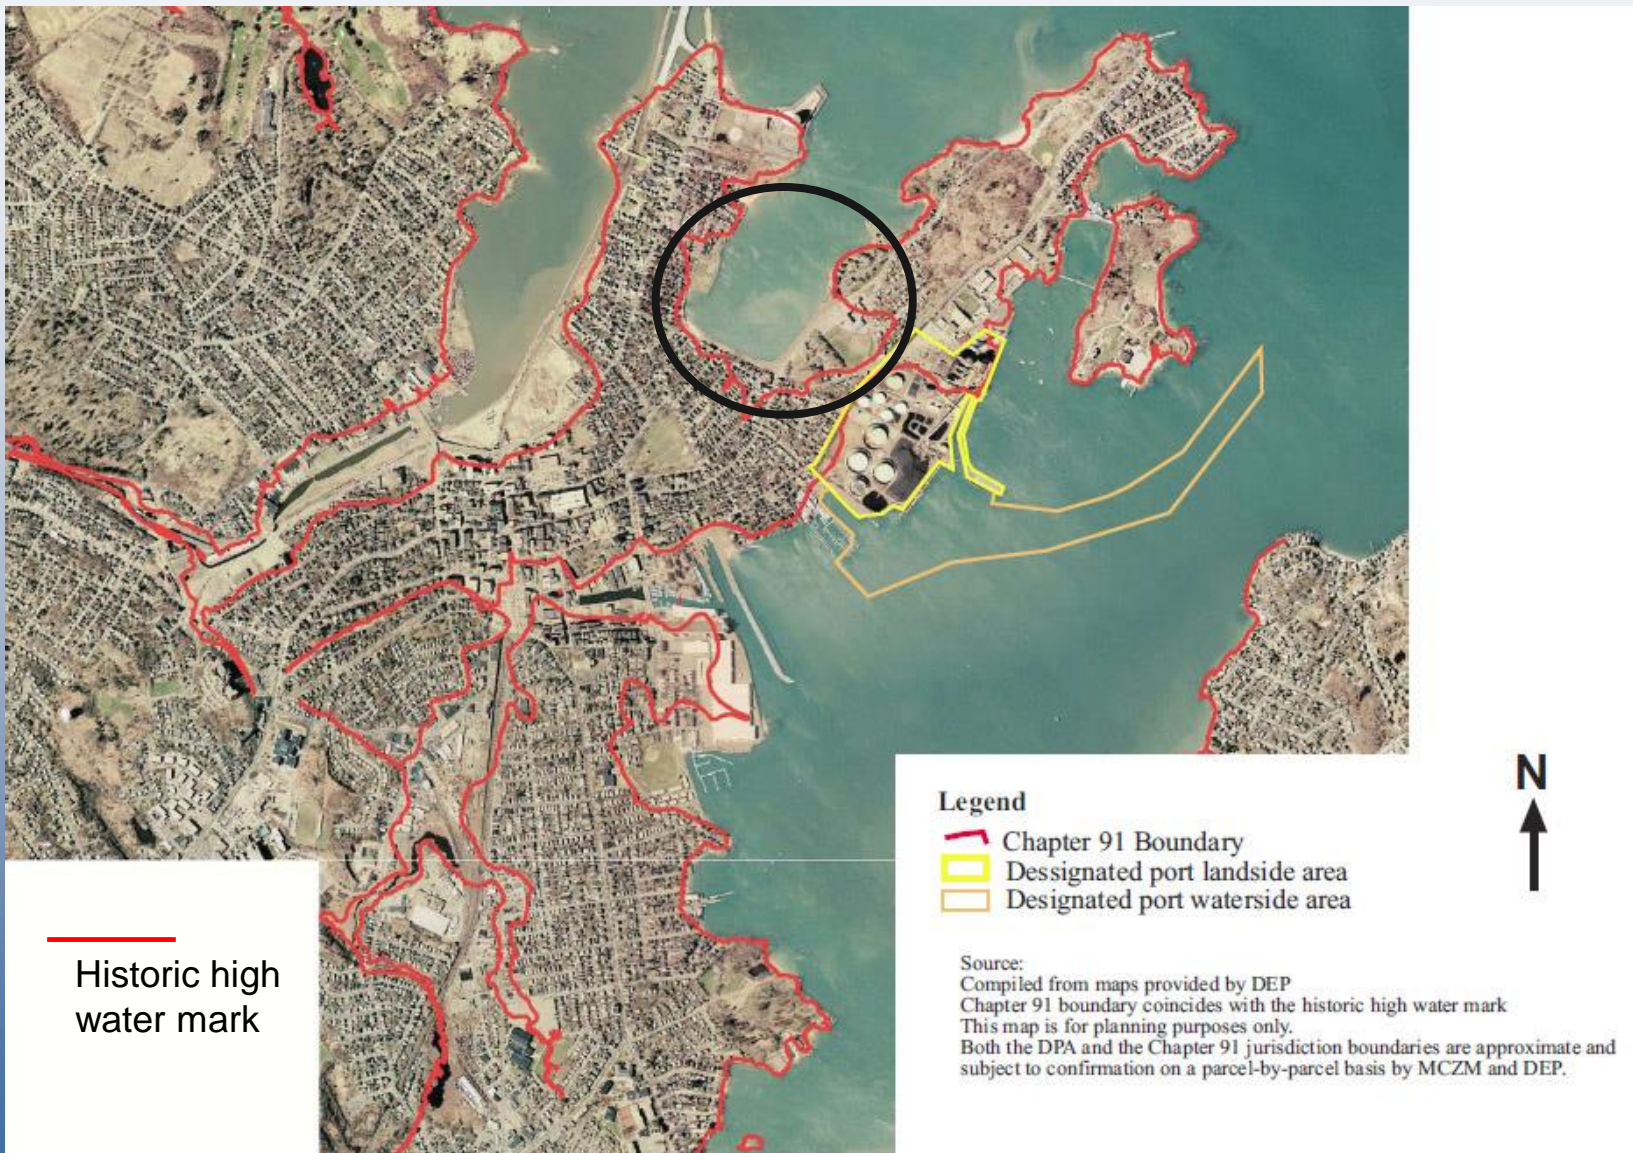 N
Legend
Chapter 91 Boundary
Dessignated port landside area
Designated port waterside area
Source:
Compiled from maps provided by DEP
Chapter 91 boundary coincides with the historic high water mark
This map is for planning purposes only.
Both the DPA and the Chapter 91 jurisdiction boundaries are approximate and
subject to confirmation on a parcel-by-parcel basis by MCZM and DEP.
Historic high
water mark